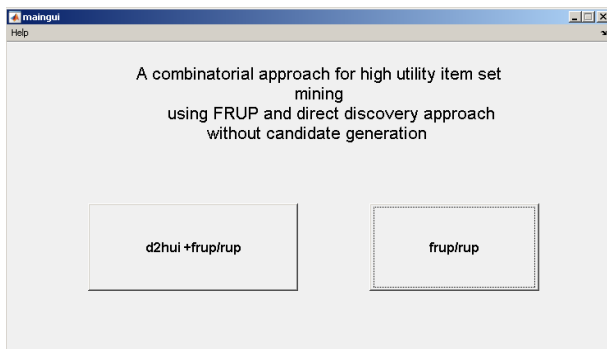 maingui
Help
A combinatorial approach for high utility item set
mining
using FRUP and direct discovery approach
without candidate generation
d2hui +frup/rup
frup/rup